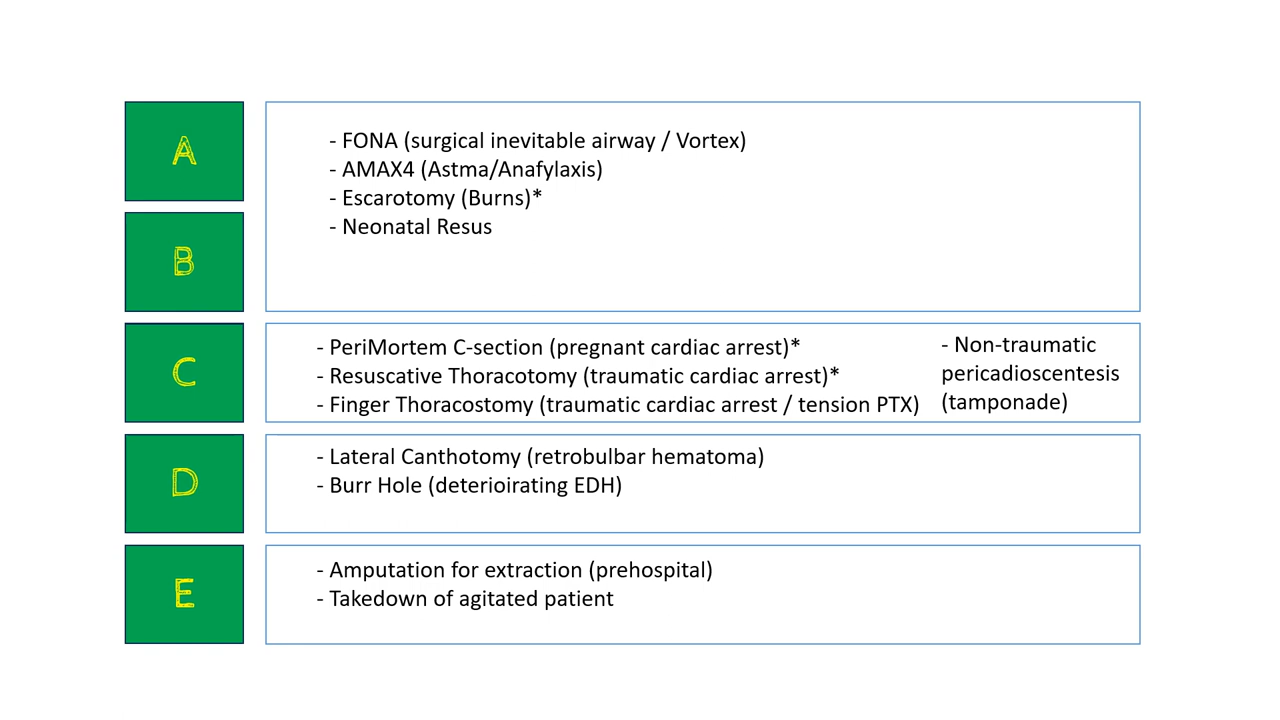 A
- FONA (surgical inevitable airway / Vortex)
- AMAX4 (Astma/Anafylaxis)
- Escarotomy (Burns)*
- Neonatal Resus
B
C
- PeriMortem C-section (pregnant cardiac arrest)*
- Resuscative Thoracotomy (traumatic cardiac arrest)*
- Finger Thoracostomy (traumatic cardiac arrest / tension PTX)
- Non-traumatic
pericadioscentesis
(tamponade)
D
- Lateral Canthotomy (retrobulbar hematoma)
- Burr Hole (deterioirating EDH)
E
- Amputation for extraction (prehospital)
- Takedown of agitated patient